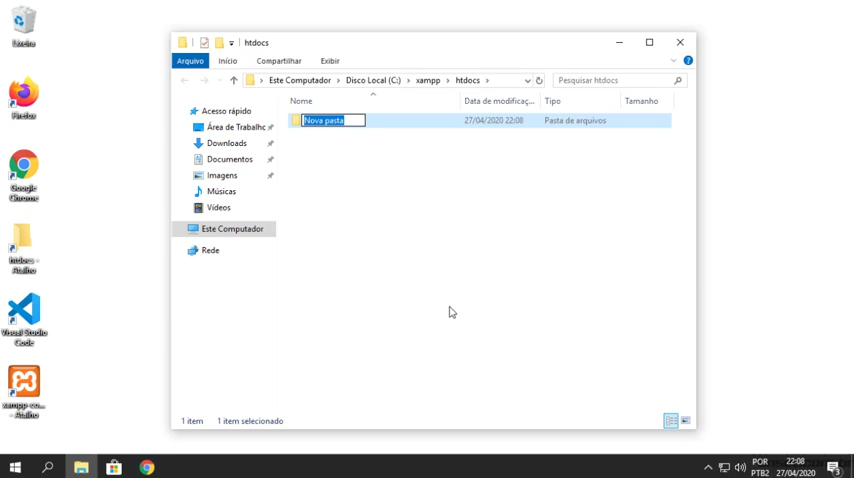 Lixeira
Firefox
Google
Chrome
htdocs -
Atalho
Visual Studio
Code
xampp-co...
- Atalho
htdocs
Arquivo
Início
Compartilhar
Exibir
Este Computador
Disco Local (C:)
xampp
htdocs
Pesquisar htdocs
Nome
Data de modificaç...
Tipo
Tamanho
Nova pasta
27/04/2020 22:08
Pasta de arquivos
Acesso rápido
Área de Trabalhc
Downloads
Documentos
Imagens
Músicas
Vídeos
Este Computador
Rede
1 item
1 item selecionado
POR
PTB2
22:08
27/04/2020
3